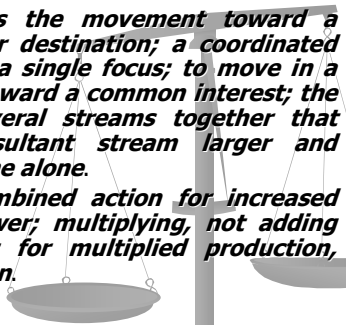 s the movement toward a
r destination; a coordinated
a single focus; to move in a
ward a common interest; the
veral streams together that
sultant stream larger and
ne alone.
mbined action for increased
ver; multiplying, not adding
for multiplied production,
n.